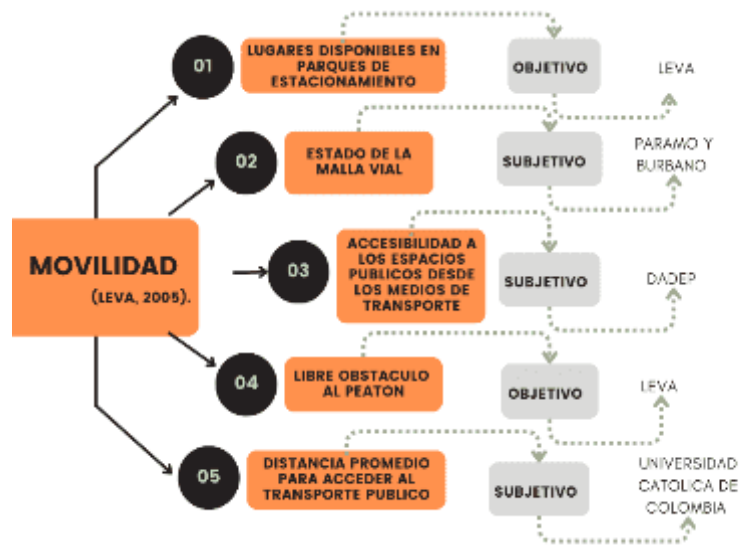 01
LUGARES DISPONIBLES EN
PARQUES DE
ESTACIONAMIENTO
OBJETIVO
LEVA
02
ESTADO DE LA
MALLA VIAL
SUBJETIVO
PARAMO Y
BURBANO
MOVILIDAD
(LEVA, 2005).
03
ACCESIBILIDAD A
LOS ESPACIOS
PUBLICOS DESDE
LOS MEDIOS DE
TRANSPORTE
SUBJETIVO
DADEP
04
LIBRE OBSTACULO
AL PEATON
OBJETIVO
LEVA
05
DISTANCIA PROMEDIO
PARA ACCEDER AL
TRANSPORTE PUBLICO
SUBJETIVO
UNIVERSIDAD
CATOLICA DE
COLOMBIA